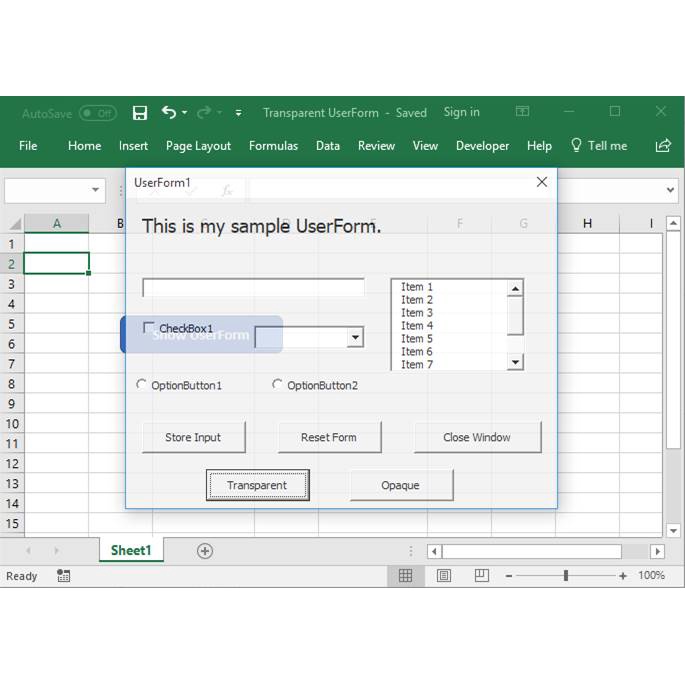 AutoSave Off Transparent UserForm - Saved Sign in
File Home Insert Page Layout Formulas Data Review View Developer Help Tell me
UserForm1
fx
A B C D E F G H I
This is my sample UserForm.
1
2
3
4
5
6
7
8
9
10
11
12
13
14
15
Item 1
Item 2
Item 3
Item 4
Item 5
Item 6
Item 7
CheckBox1
Show UserForm
OptionButton1 OptionButton2
Store Input Reset Form Close Window
Transparent Opaque
Sheet1
Ready 100%